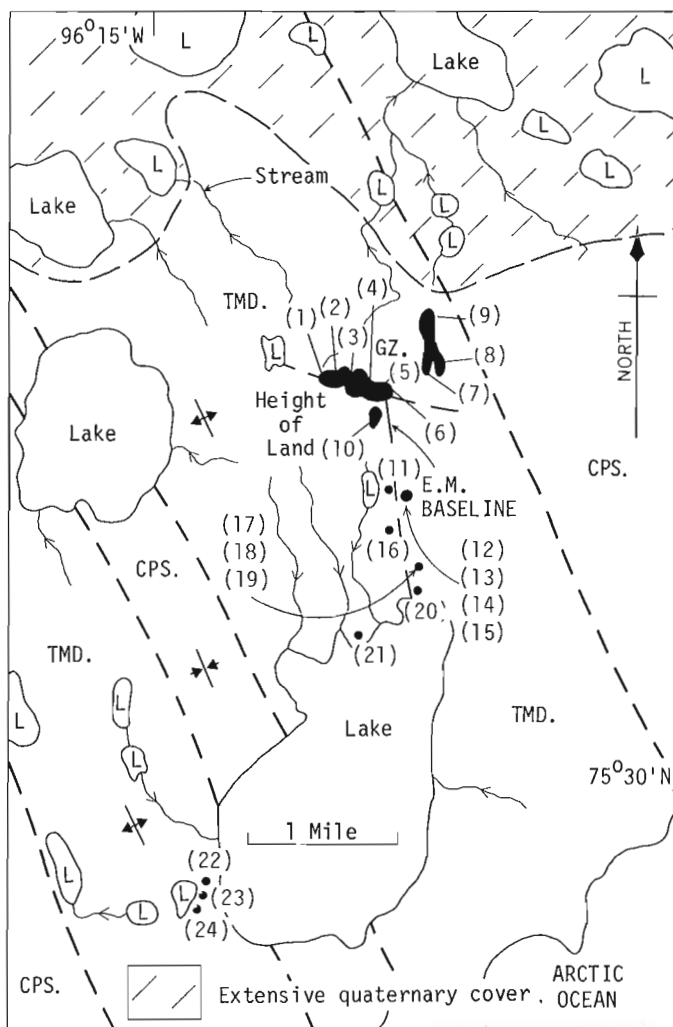 96°15'W
L
L
Lake
L
L
L
L
Stream
L
Lake
L
L
NORTH
TMD.
(4)
(2)
(1)
(3)
(9)
GZ.
(8)
L
(5)
(7)
Height
of
Land
(6)
(10)
Lake
CPS.
(11)
L
E.M.
BASELINE
(17)
(18)
(19)
(16)
(12)
(13)
(14)
(15)
CPS.
(20)
(21)
TMD.
L
L
Lake
TMD.
L
75°30'N
1 Mile
L
(22)
L
(23)
L
(24)
CPS.
Extensive quaternary cover.
ARCTIC
OCEAN